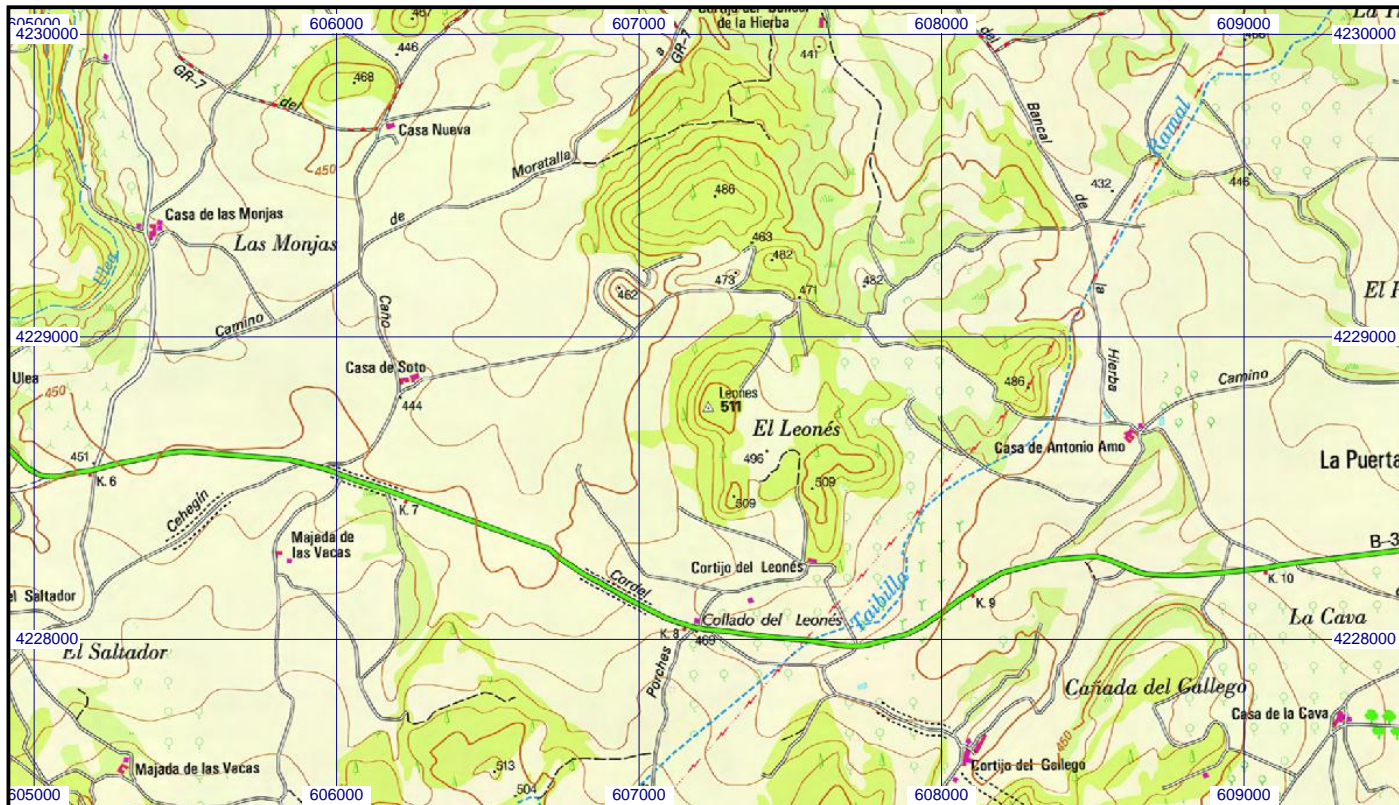 605000
606000
607000
608000
609000
467
de la Hierba
del
4230000
4230000
446
441
a
GR-7
GR-7
468
del
Casa Nueva
Bancal
Ramal
450
Moratalla
432
446
486
de
de
Casa de las Monjas
Las Monjas
463
482
Ulea
473
482
462
471
la
El
Cano
Camino
4229000
4229000
Casa de Soto
Hierba
Ulea
450
444
Leones
511
486
Camino
El Leonés
Casa de Antonio Amo
La Puerta
451
496
K. 6
509
509
Cehegín
K. 7
Majada de
las Vacas
B-3
Cortijo del Leonés
Cordel
K. 10
Taibilla
K. 9
el Saltador
La Cava
Collado del Leonés
K. 8
469
4228000
4228000
El Saltador
Porches
Cañada del Gallego
Casa de la Cava
450
Majada de las Vacas
513
Cortijo del Gallego
504
605000
606000
607000
608000
609000